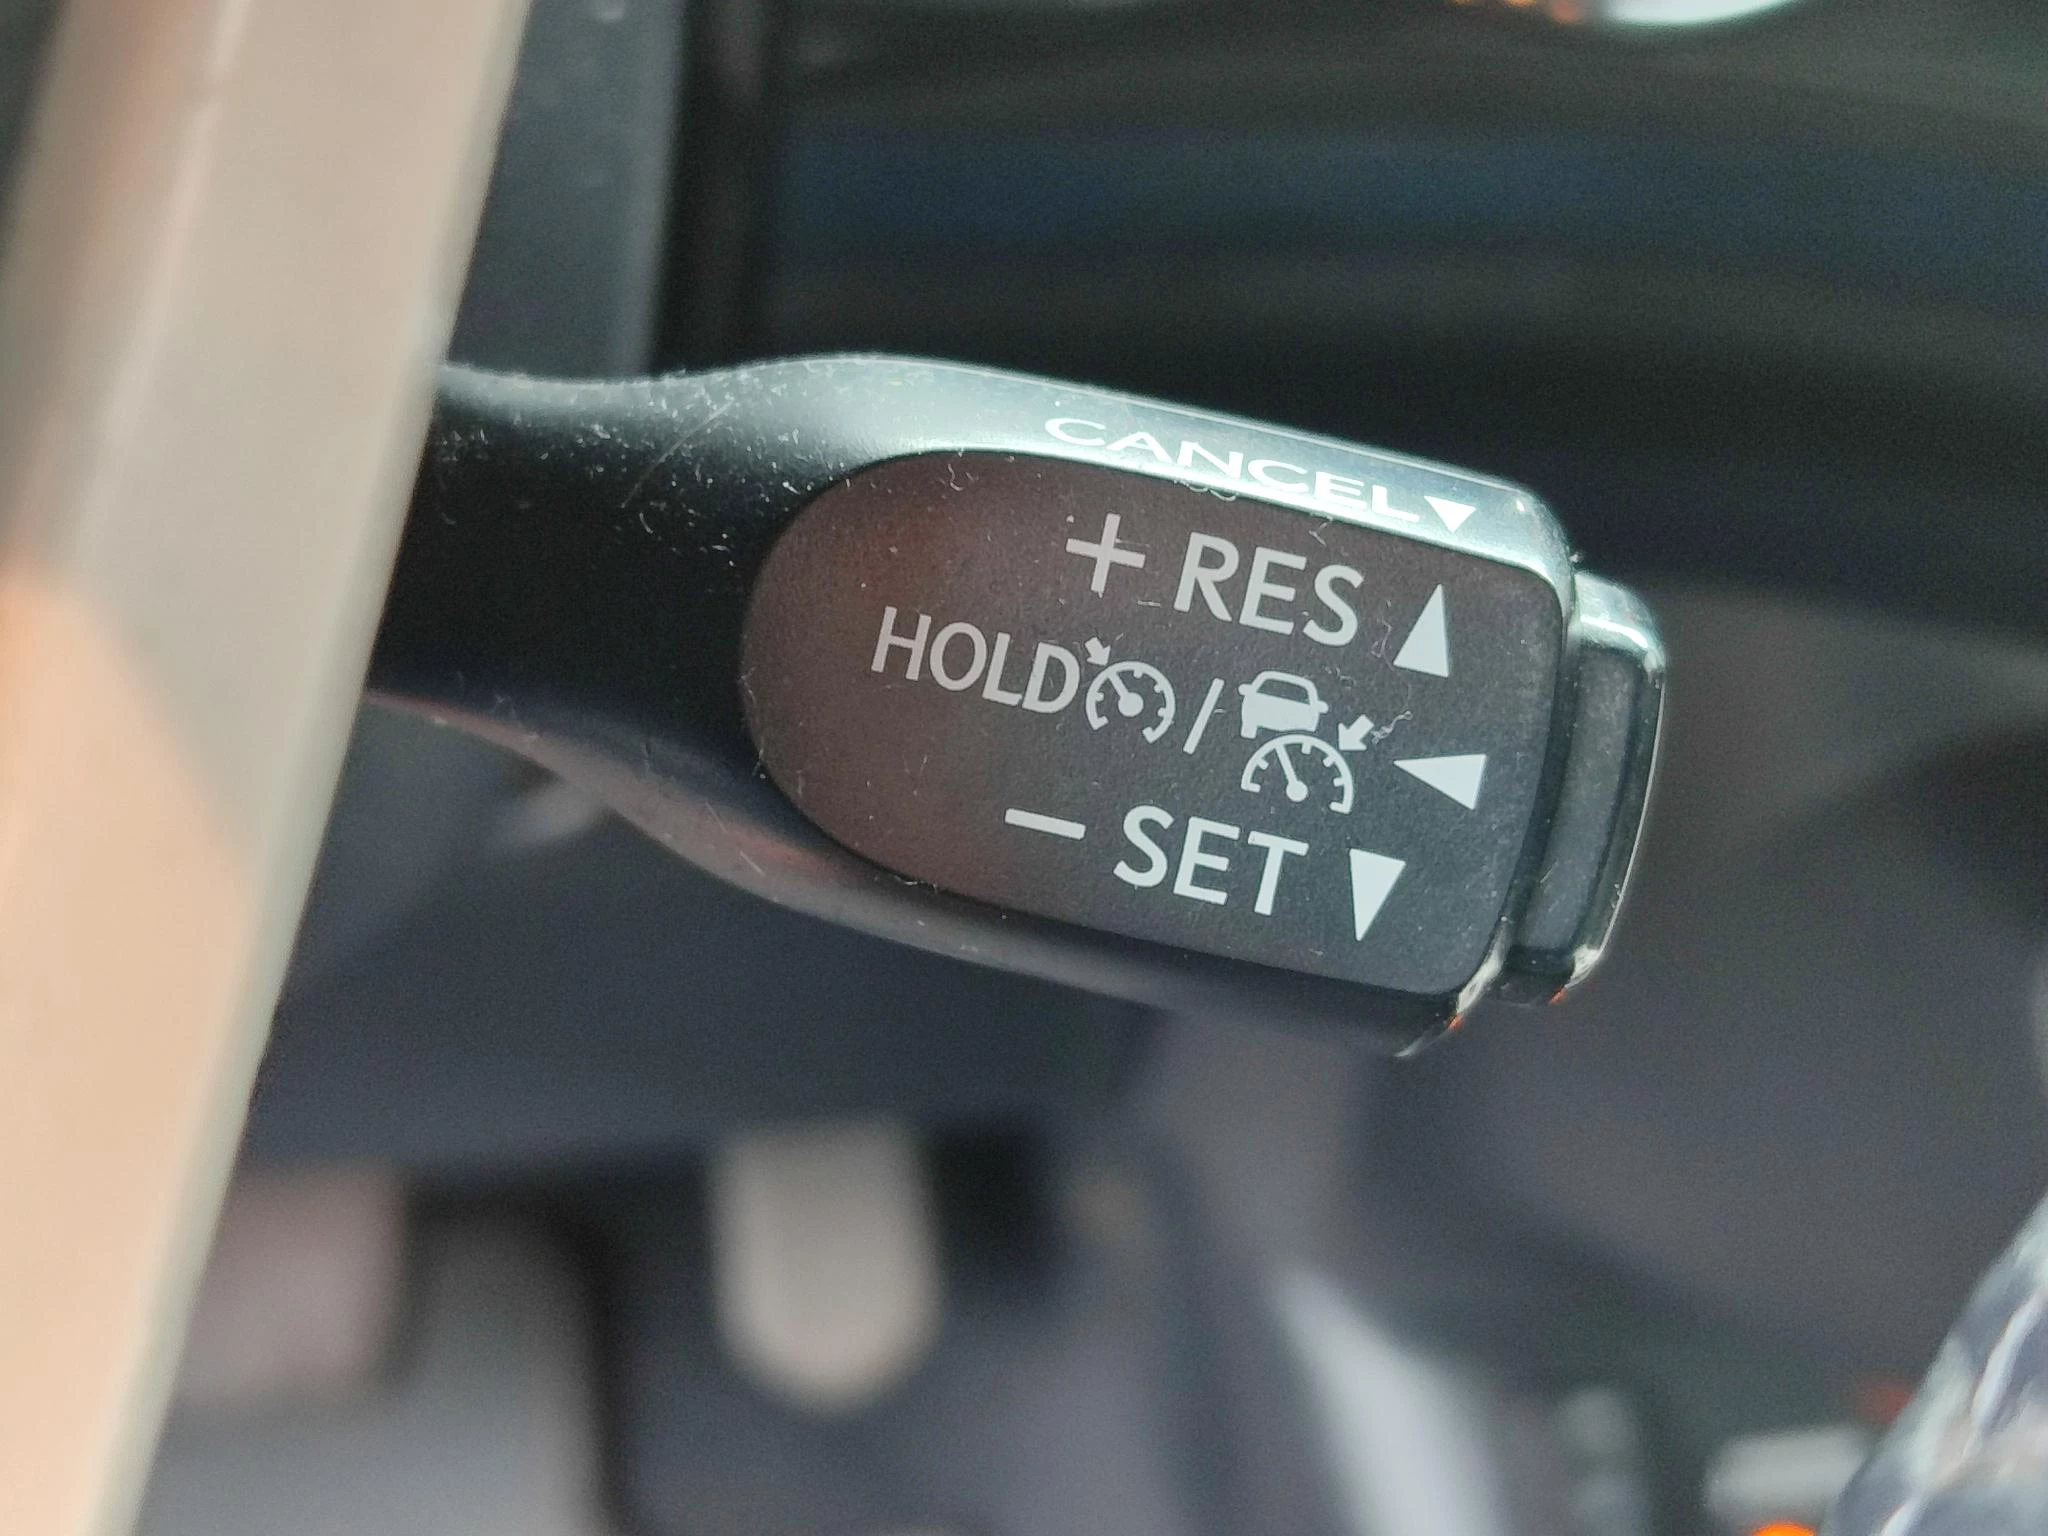 CANCEL▼
+ RES ▲
HOLD / ◀
− SET ▼